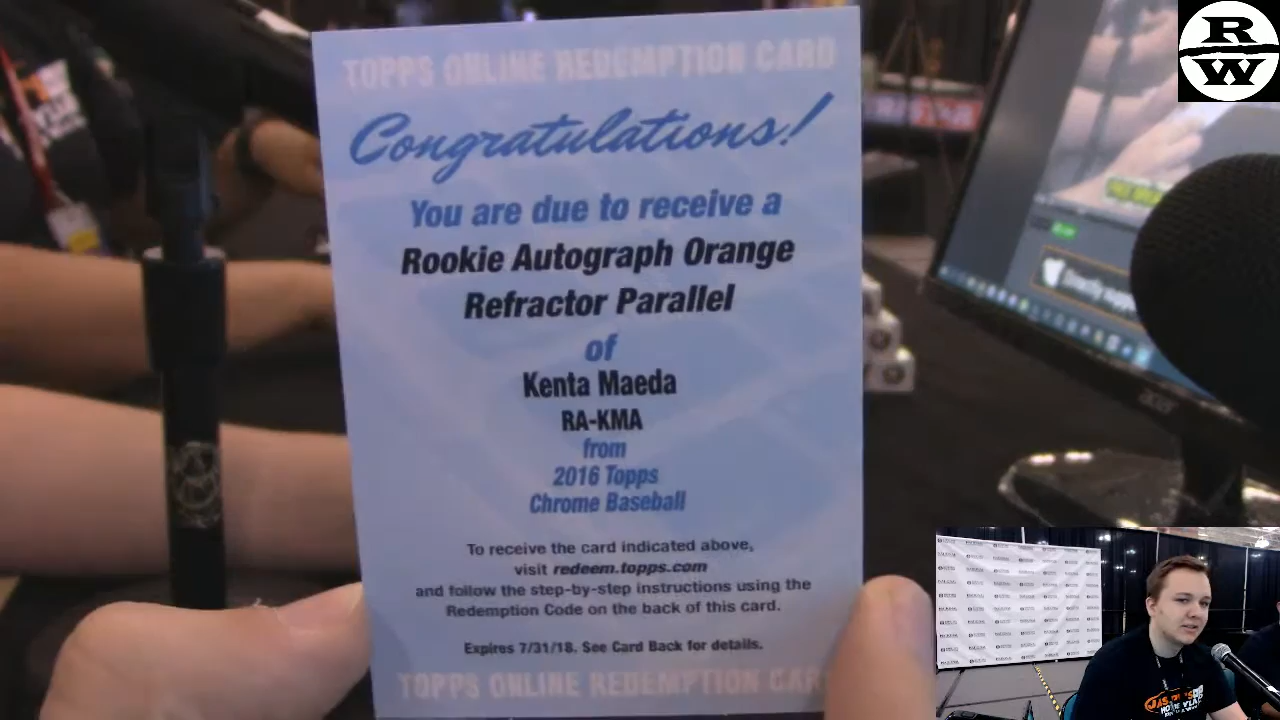 TOPPS ONLINE REDEMPTION CARD
Congratulations!
You are due to receive a
Rookie Autograph Orange
Refractor Parallel
of
Kenta Maeda
RA-KMA
from
2016 Topps
Chrome Baseball
To receive the card indicated above,
visit redeem.topps.com
and follow the step-by-step instructions using the
Redemption Code on the back of this card.
Expires 7/31/18. See Card Back for details.
TOPPS ONLINE REDEMPTION CARD
R
W
acer